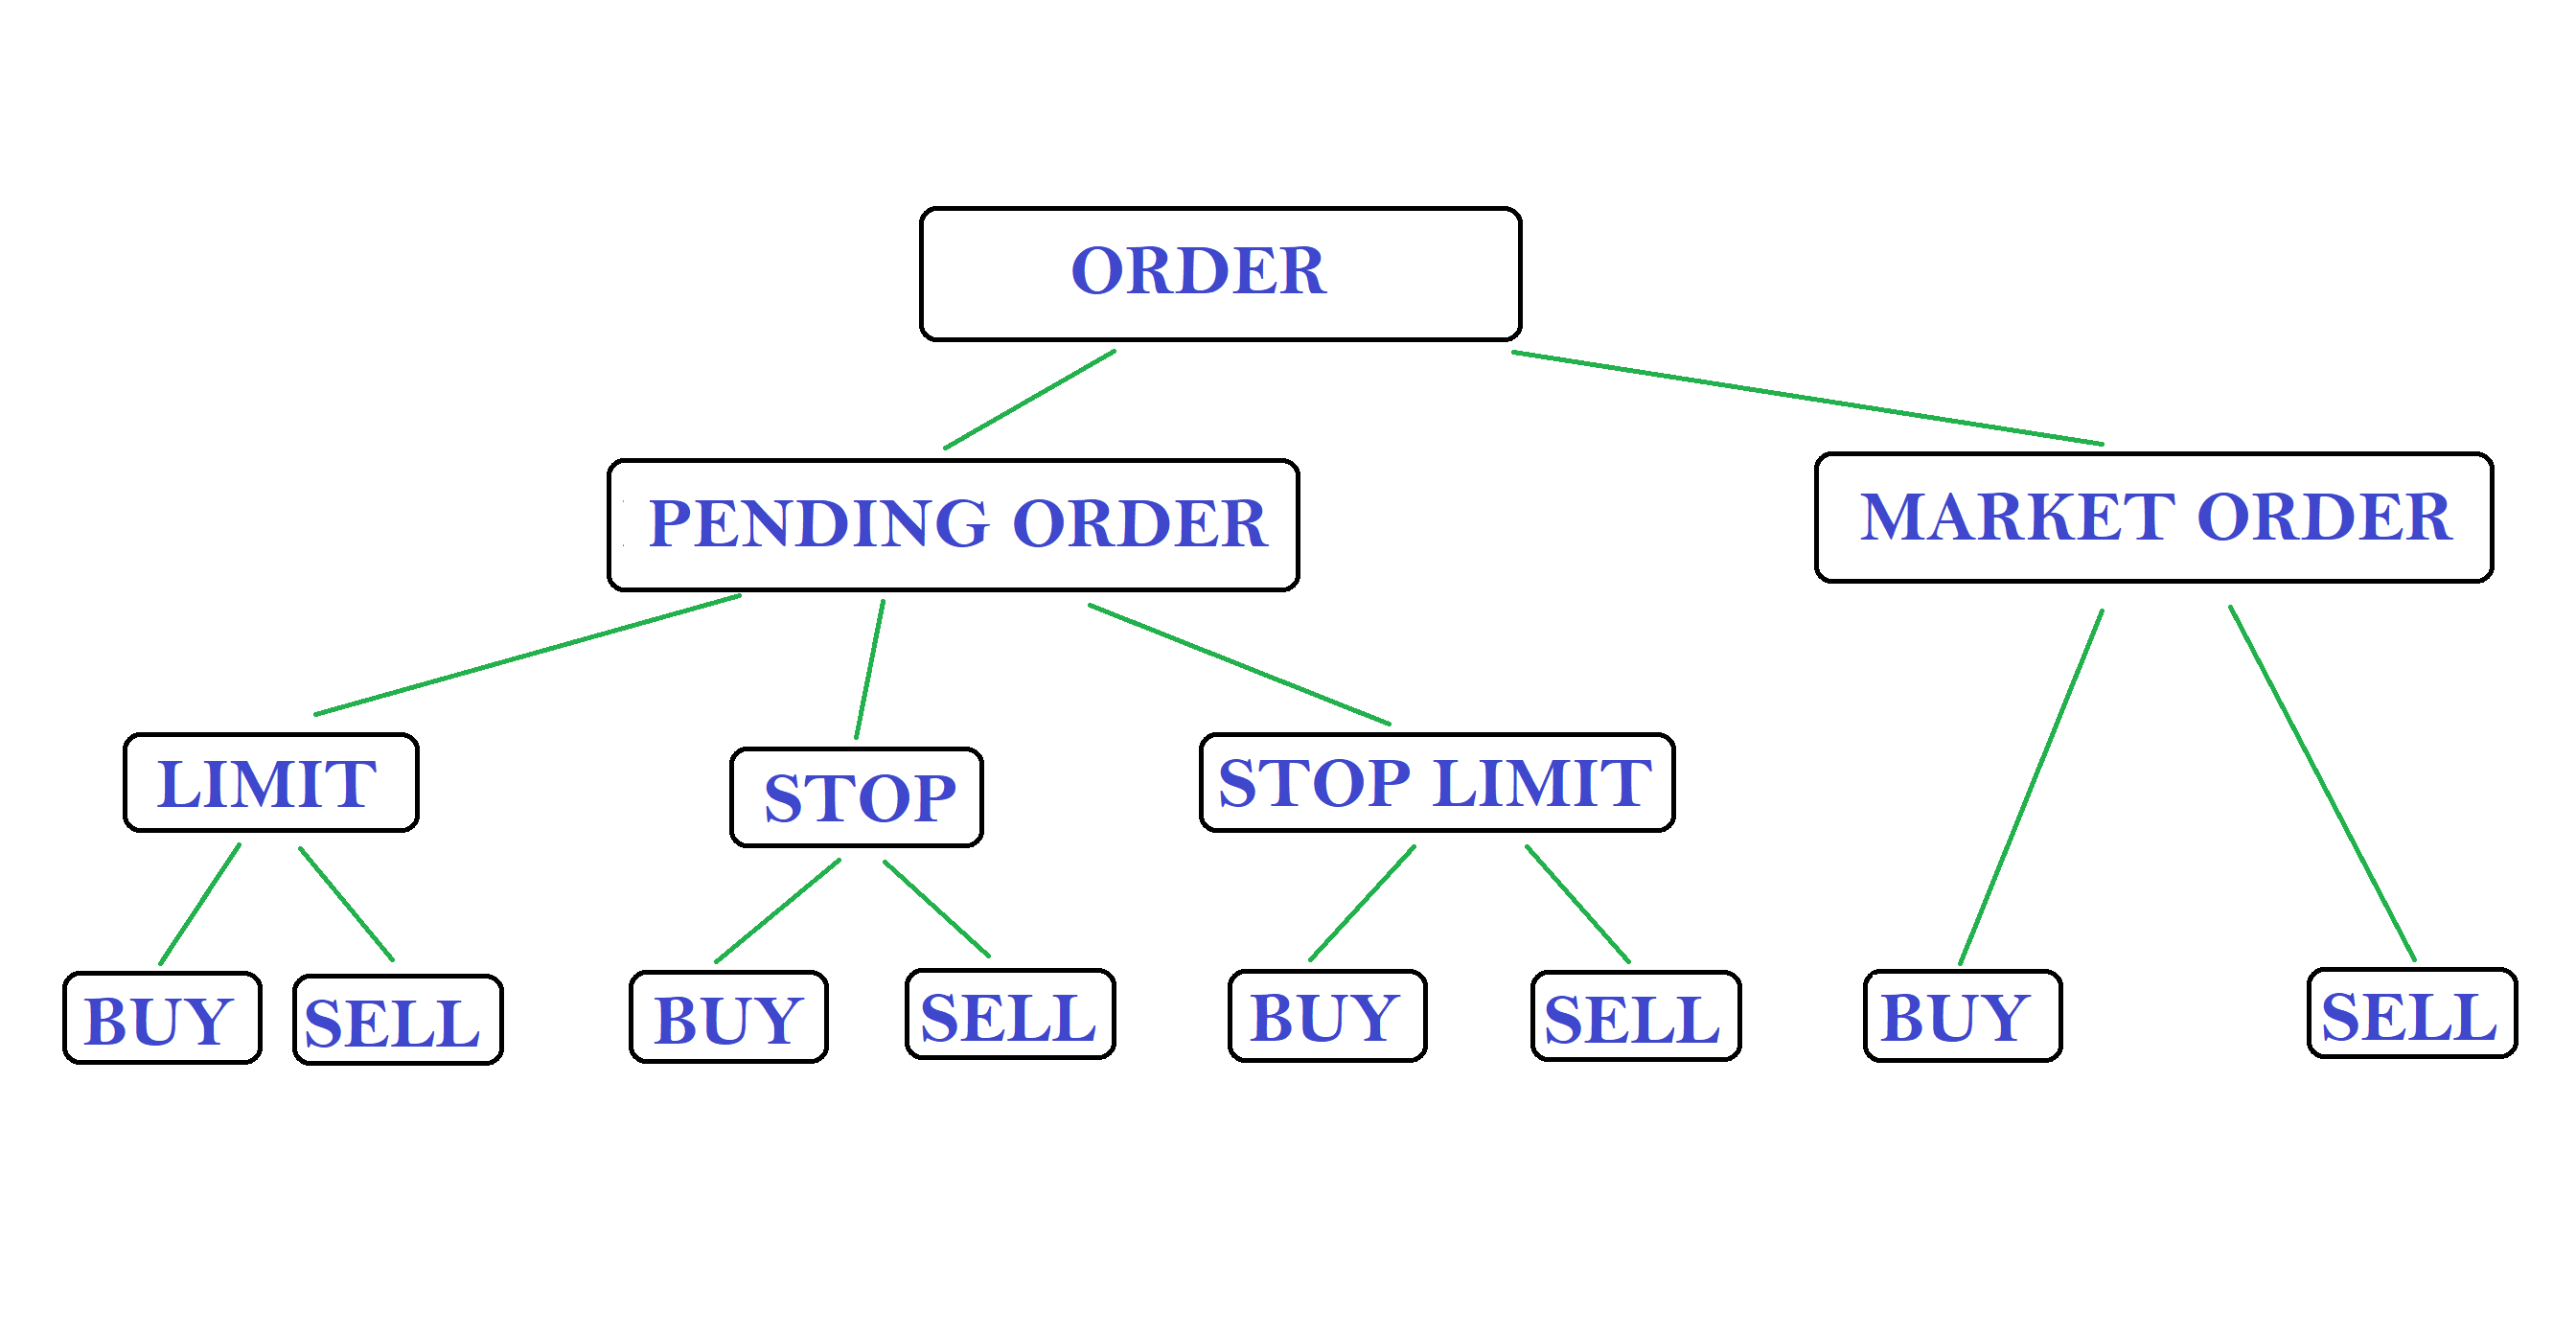 ORDER
PENDING ORDER
MARKET ORDER
LIMIT
STOP
STOP LIMIT
BUY
SELL
BUY
SELL
BUY
SELL
BUY
SELL